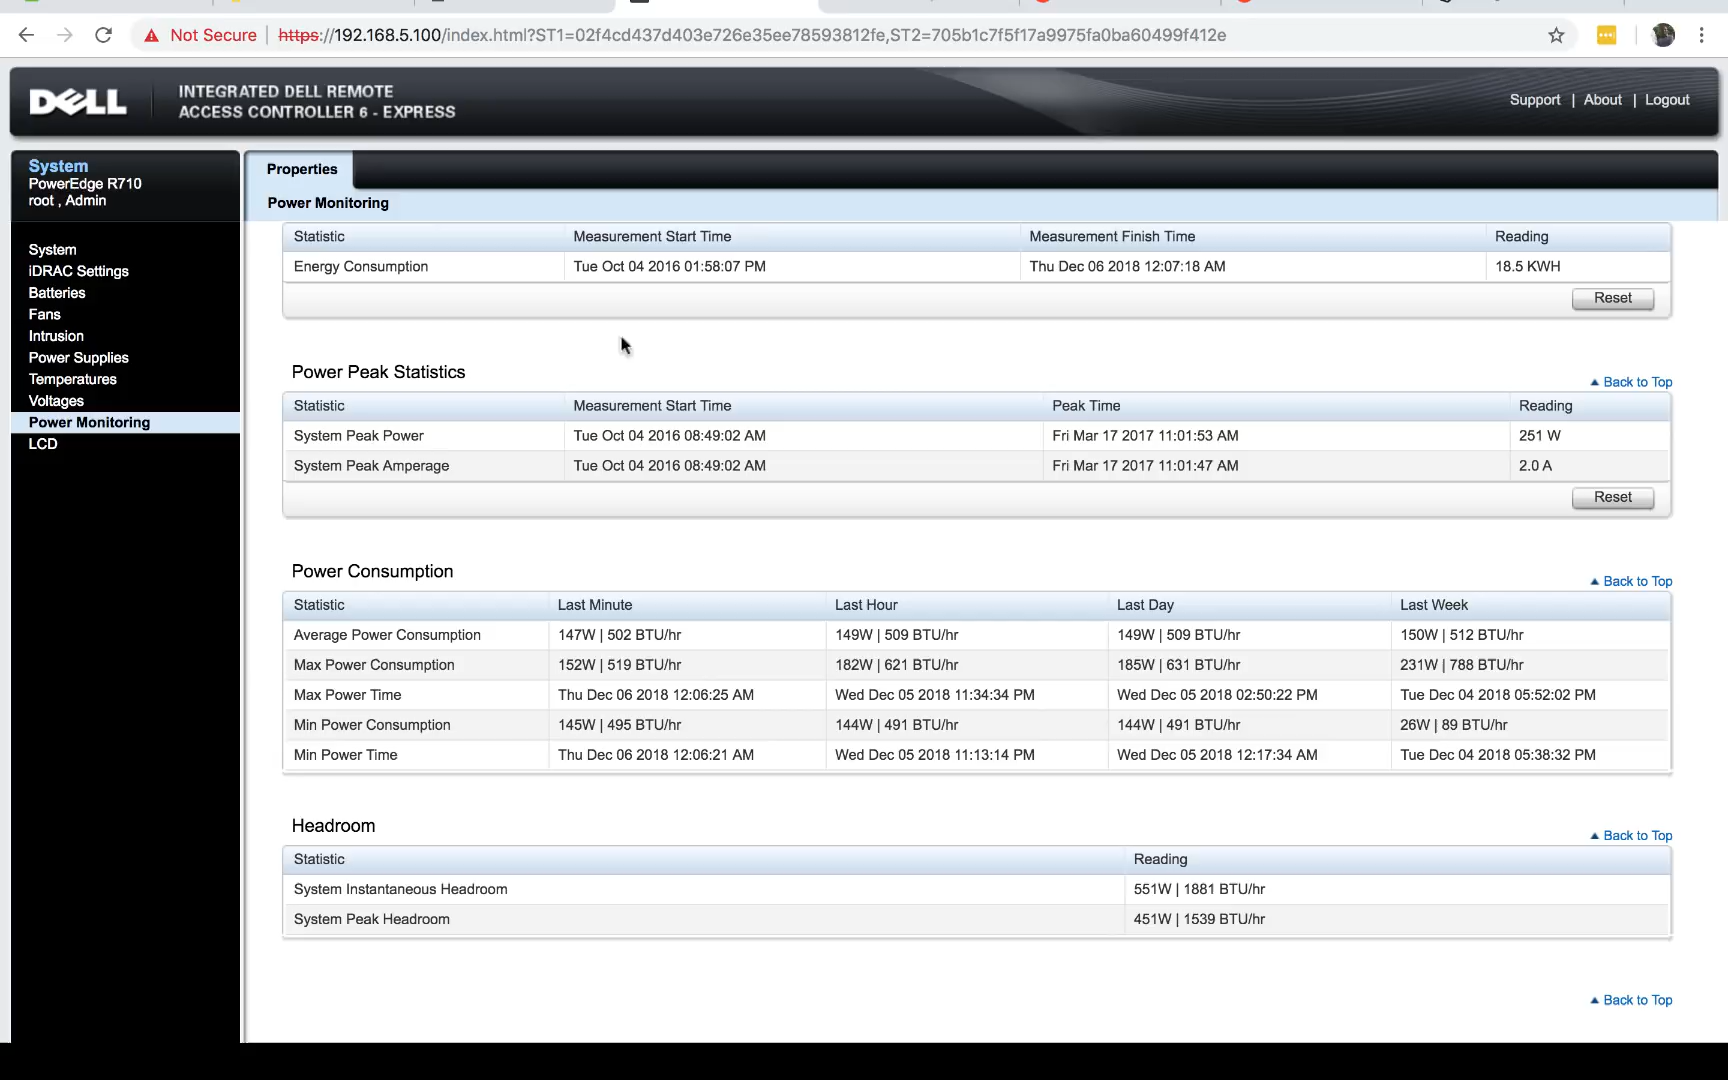 Not Secure | https://192.168.5.100/index.html?ST1=02f4cd437d403e726e35ee78593812fe,ST2=705b1c7f5f17a9975fa0ba60499f412e
DELL
INTEGRATED DELL REMOTE
ACCESS CONTROLLER 6 - EXPRESS
Support | About | Logout
System
PowerEdge R710
root , Admin
System
iDRAC Settings
Batteries
Fans
Intrusion
Power Supplies
Temperatures
Voltages
Power Monitoring
LCD
Properties
Power Monitoring
Statistic Measurement Start Time Measurement Finish Time Reading
Energy Consumption Tue Oct 04 2016 01:58:07 PM Thu Dec 06 2018 12:07:18 AM 18.5 KWH
Reset
Power Peak Statistics
Back to Top
Statistic Measurement Start Time Peak Time Reading
System Peak Power Tue Oct 04 2016 08:49:02 AM Fri Mar 17 2017 11:01:53 AM 251 W
System Peak Amperage Tue Oct 04 2016 08:49:02 AM Fri Mar 17 2017 11:01:47 AM 2.0 A
Reset
Power Consumption
Back to Top
Statistic Last Minute Last Hour Last Day Last Week
Average Power Consumption 147W | 502 BTU/hr 149W | 509 BTU/hr 149W | 509 BTU/hr 150W | 512 BTU/hr
Max Power Consumption 152W | 519 BTU/hr 182W | 621 BTU/hr 185W | 631 BTU/hr 231W | 788 BTU/hr
Max Power Time Thu Dec 06 2018 12:06:25 AM Wed Dec 05 2018 11:34:34 PM Wed Dec 05 2018 02:50:22 PM Tue Dec 04 2018 05:52:02 PM
Min Power Consumption 145W | 495 BTU/hr 144W | 491 BTU/hr 144W | 491 BTU/hr 26W | 89 BTU/hr
Min Power Time Thu Dec 06 2018 12:06:21 AM Wed Dec 05 2018 11:13:14 PM Wed Dec 05 2018 12:17:34 AM Tue Dec 04 2018 05:38:32 PM
Headroom
Back to Top
Statistic Reading
System Instantaneous Headroom 551W | 1881 BTU/hr
System Peak Headroom 451W | 1539 BTU/hr
Back to Top